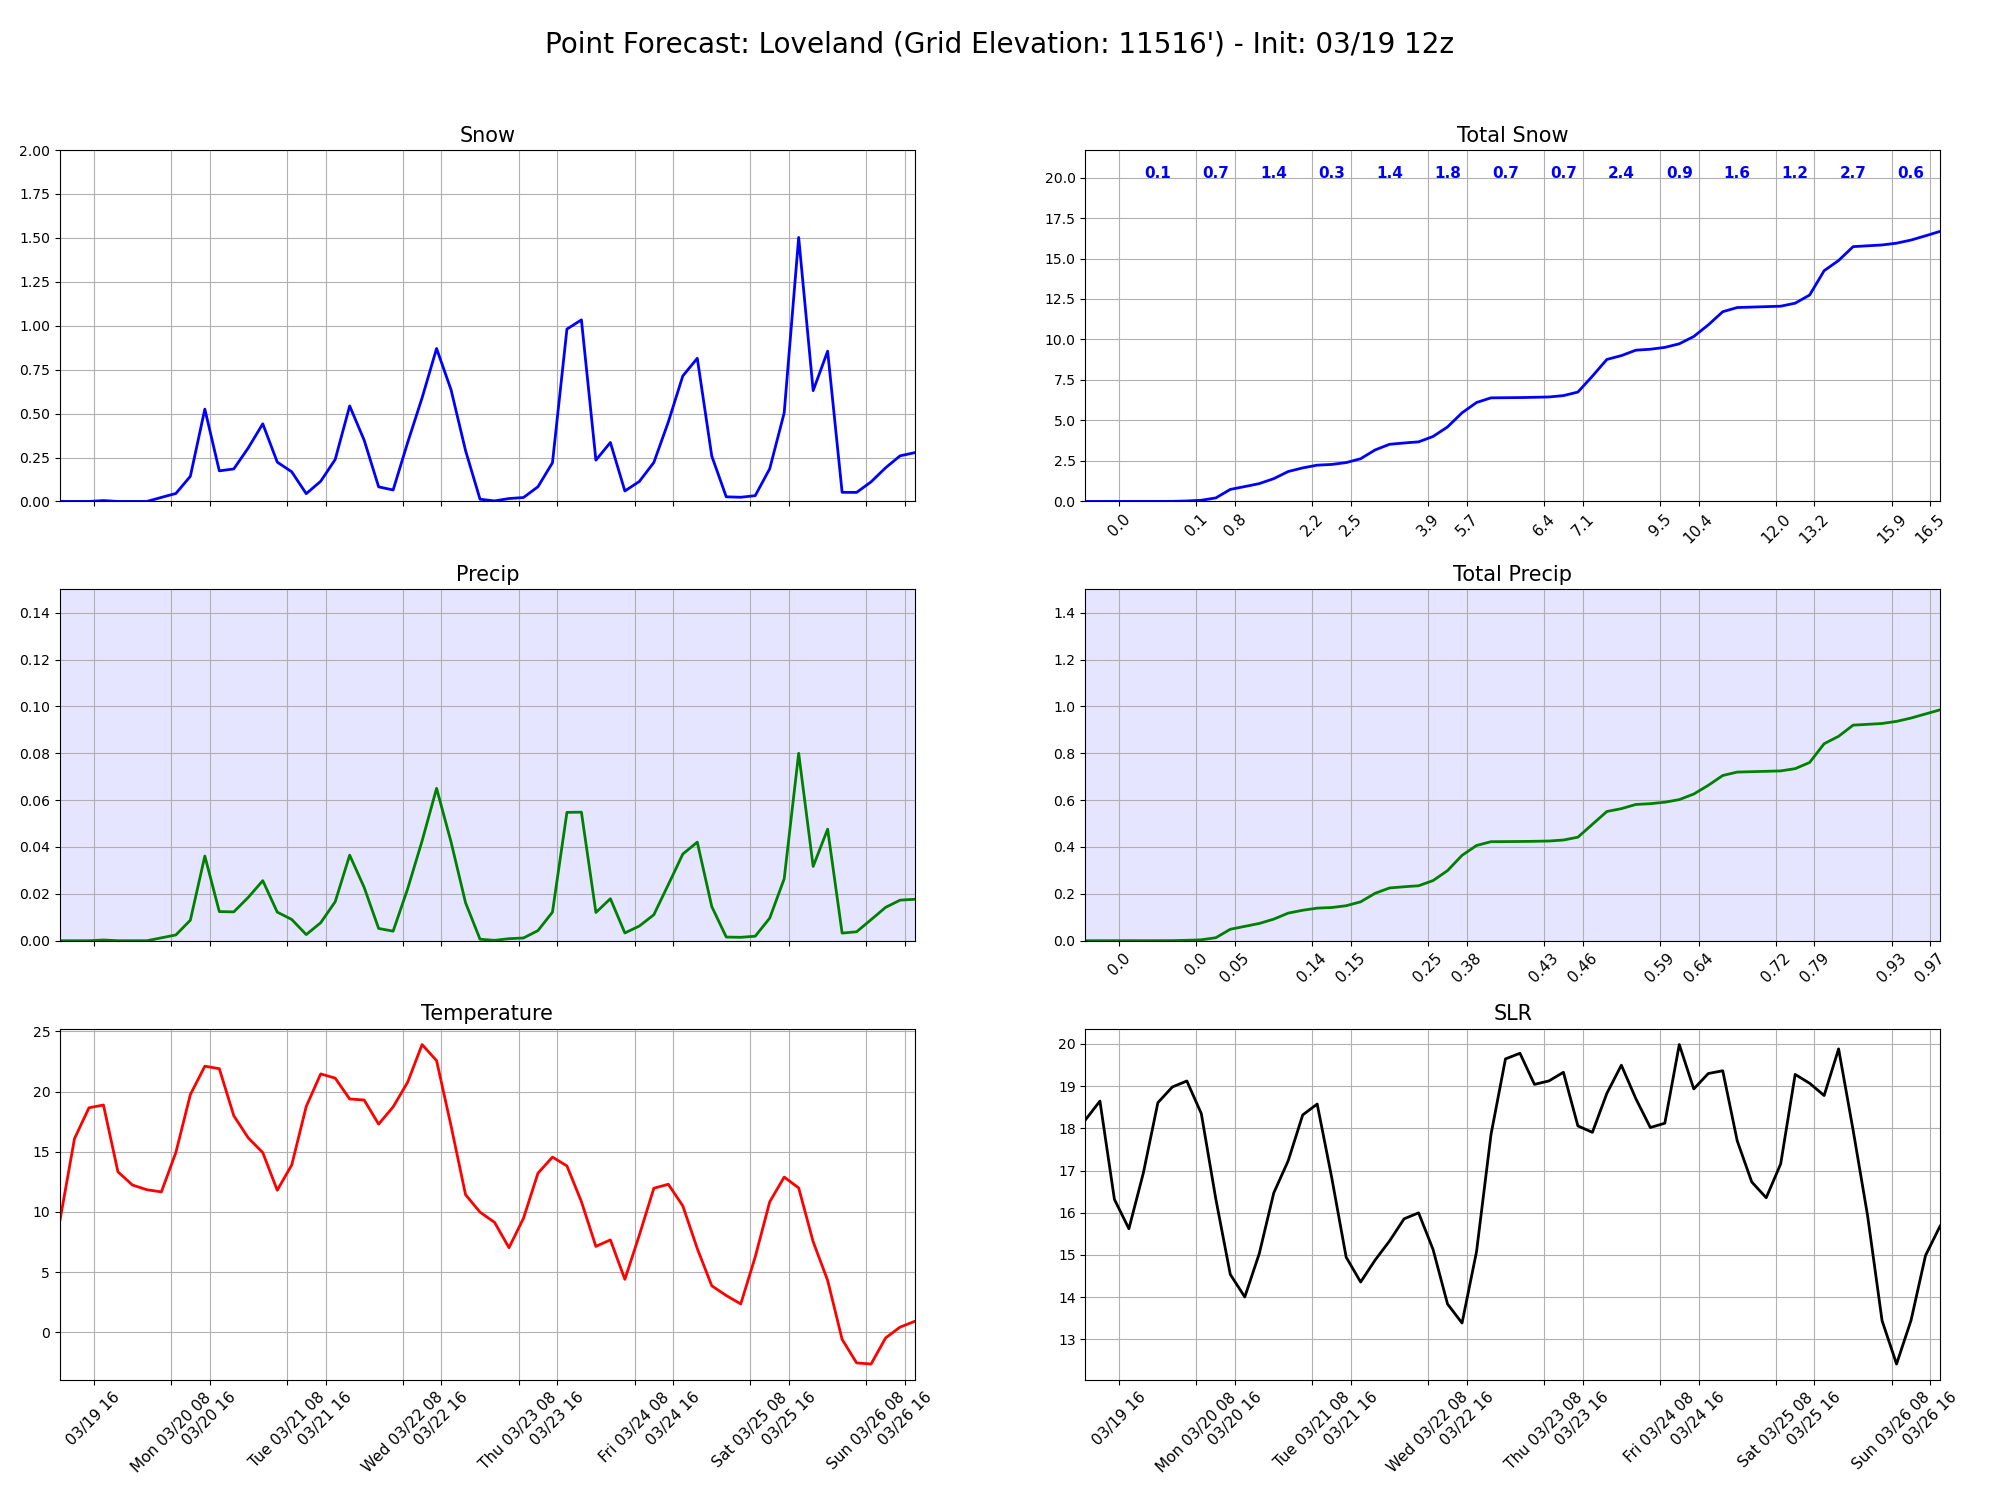 Point Forecast: Loveland (Grid Elevation: 11516') - Init: 03/19 12z
Snow
2.00
1.75
1.50
1.25
1.00
0.75
0.50
0.25
0.00
Total Snow
0.1 0.7 1.4 0.3 1.4 1.8 0.7 0.7 2.4 0.9 1.6 1.2 2.7 0.6
20.0
17.5
15.0
12.5
10.0
7.5
5.0
2.5
0.0
0.0 0.1 0.8 2.2 2.5 3.9 5.7 6.4 7.1 9.5 10.4 12.0 13.2 15.9 16.5
Precip
0.14
0.12
0.10
0.08
0.06
0.04
0.02
0.00
Total Precip
1.4
1.2
1.0
0.8
0.6
0.4
0.2
0.0
0.0 0.0 0.05 0.14 0.15 0.25 0.38 0.43 0.46 0.59 0.64 0.72 0.79 0.93 0.97
Temperature
25
20
15
10
5
0
03/19 16
Mon 03/20 08
03/20 16
Tue 03/21 08
03/21 16
Wed 03/22 08
03/22 16
Thu 03/23 08
03/23 16
Fri 03/24 08
03/24 16
Sat 03/25 08
03/25 16
Sun 03/26 08
03/26 16
SLR
20
19
18
17
16
15
14
13
03/19 16
Mon 03/20 08
03/20 16
Tue 03/21 08
03/21 16
Wed 03/22 08
03/22 16
Thu 03/23 08
03/23 16
Fri 03/24 08
03/24 16
Sat 03/25 08
03/25 16
Sun 03/26 08
03/26 16